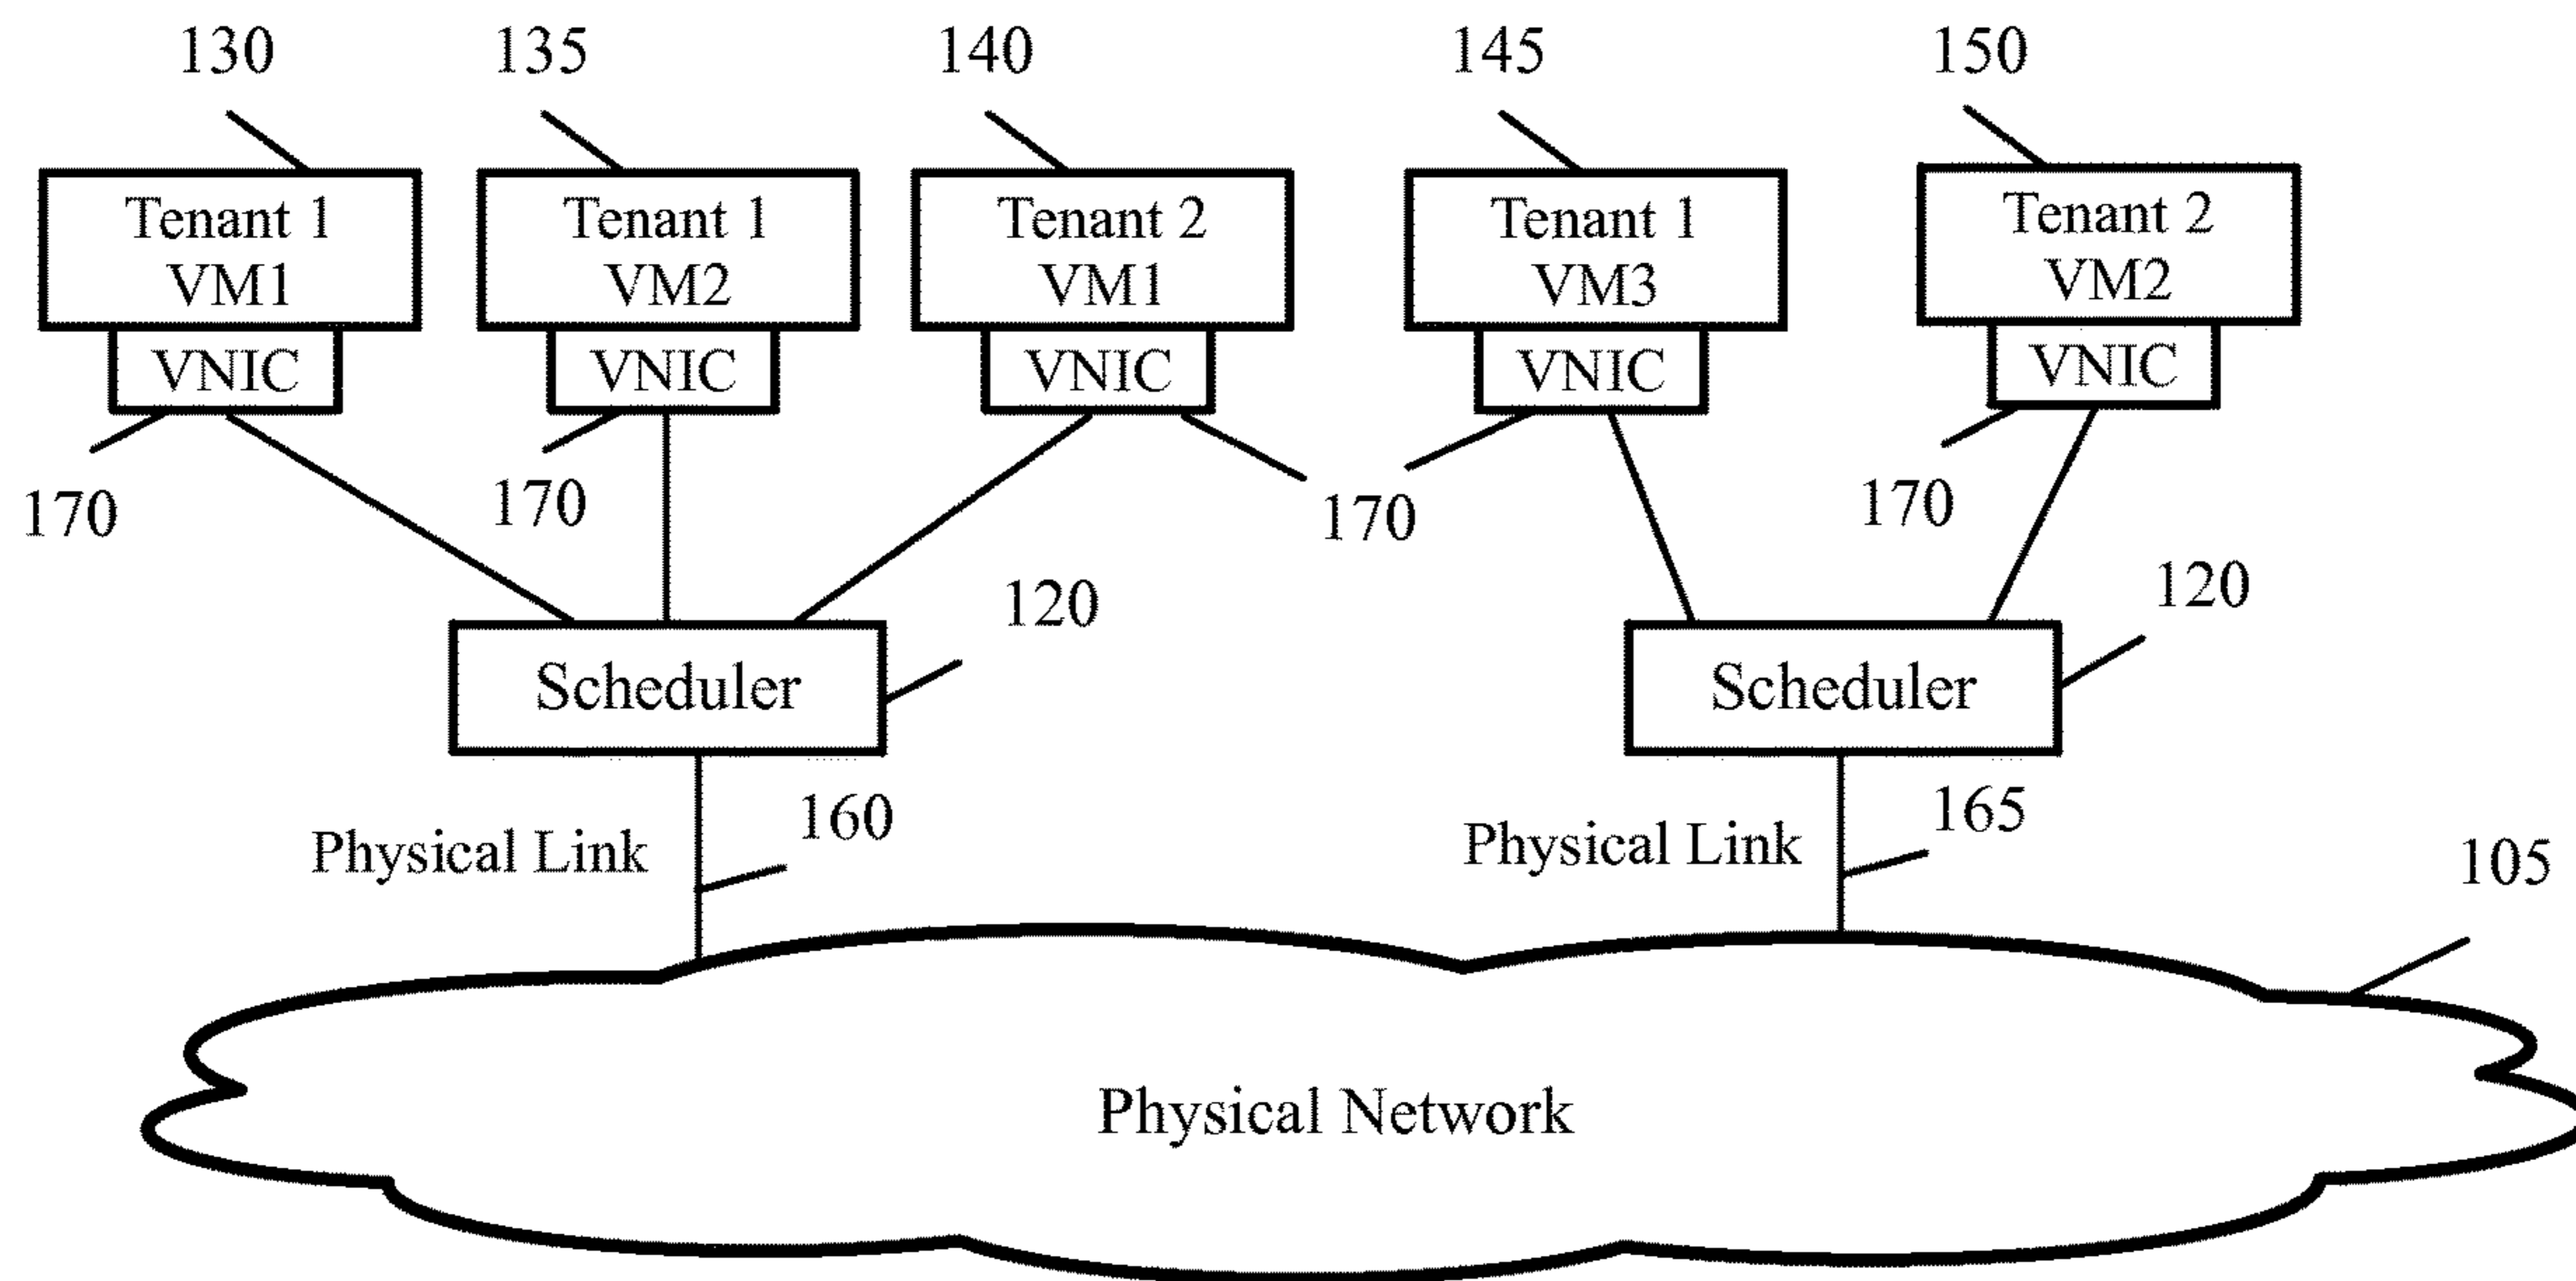 130
135
140
145
150
Tenant 1
VM1
Tenant 1
VM2
Tenant 2
VM1
Tenant 1
VM3
Tenant 2
VM2
VNIC
VNIC
VNIC
VNIC
VNIC
170
170
170
170
120
120
Scheduler
Scheduler
160
165
Physical Link
Physical Link
105
Physical Network